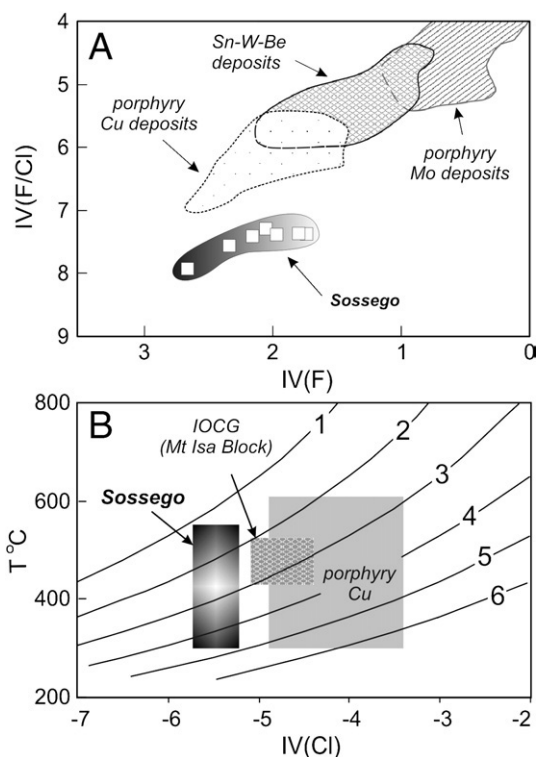 A
4
5
6
7
8
9
IV(F/Cl)
Sn-W-Be
deposits
porphyry
Cu deposits
porphyry
Mo deposits
Sossego
3
2
1
0
IV(F)
B
800
600
400
200
T °C
IOCG
(Mt Isa Block)
Sossego
porphyry
Cu
1
2
3
4
5
6
-7
-6
-5
-4
-3
-2
IV(Cl)